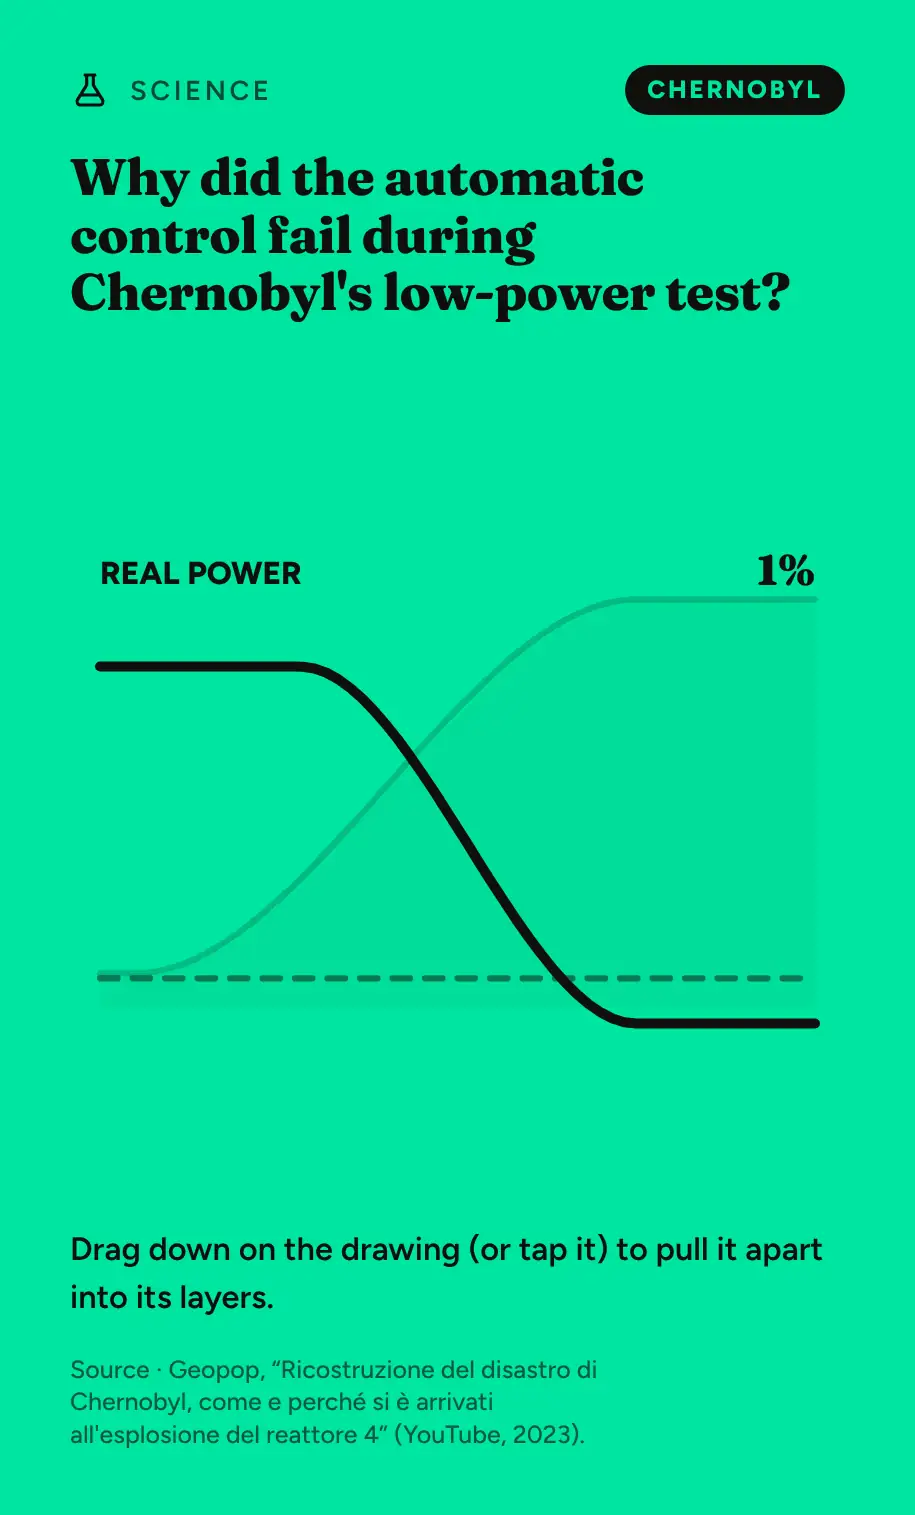 SCIENCE
CHERNOBYL
Why did the automatic
control fail during
Chernobyl's low-power test?
REAL POWER
1%
Drag down on the drawing (or tap it) to pull it apart
into its layers.
Source · Geopop, “Ricostruzione del disastro di
Chernobyl, come e perché si è arrivati
all'esplosione del reattore 4” (YouTube, 2023).